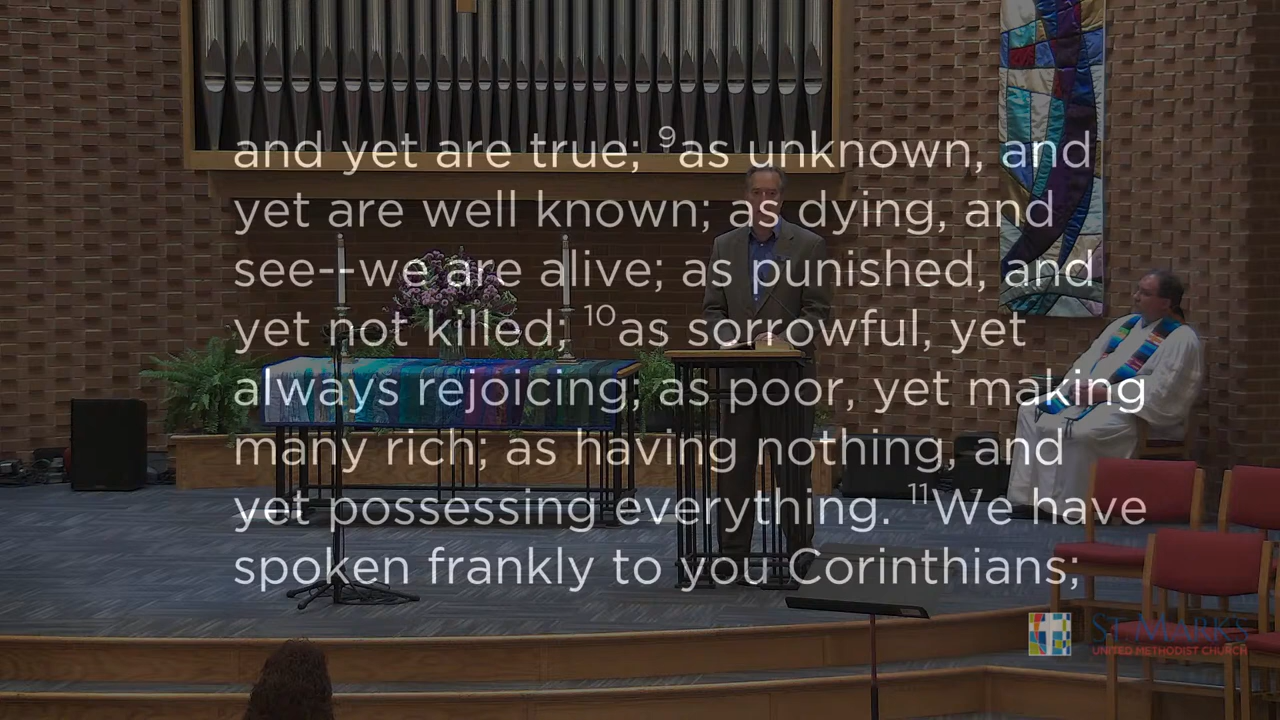 and yet are true; ⁹as unknown, and
yet are well known; as dying, and
see--we are alive; as punished, and
yet not killed; ¹⁰as sorrowful, yet
always rejoicing; as poor, yet making
many rich; as having nothing, and
yet possessing everything. ¹¹We have
spoken frankly to you Corinthians;
ST. MARKS
UNITED METHODIST CHURCH